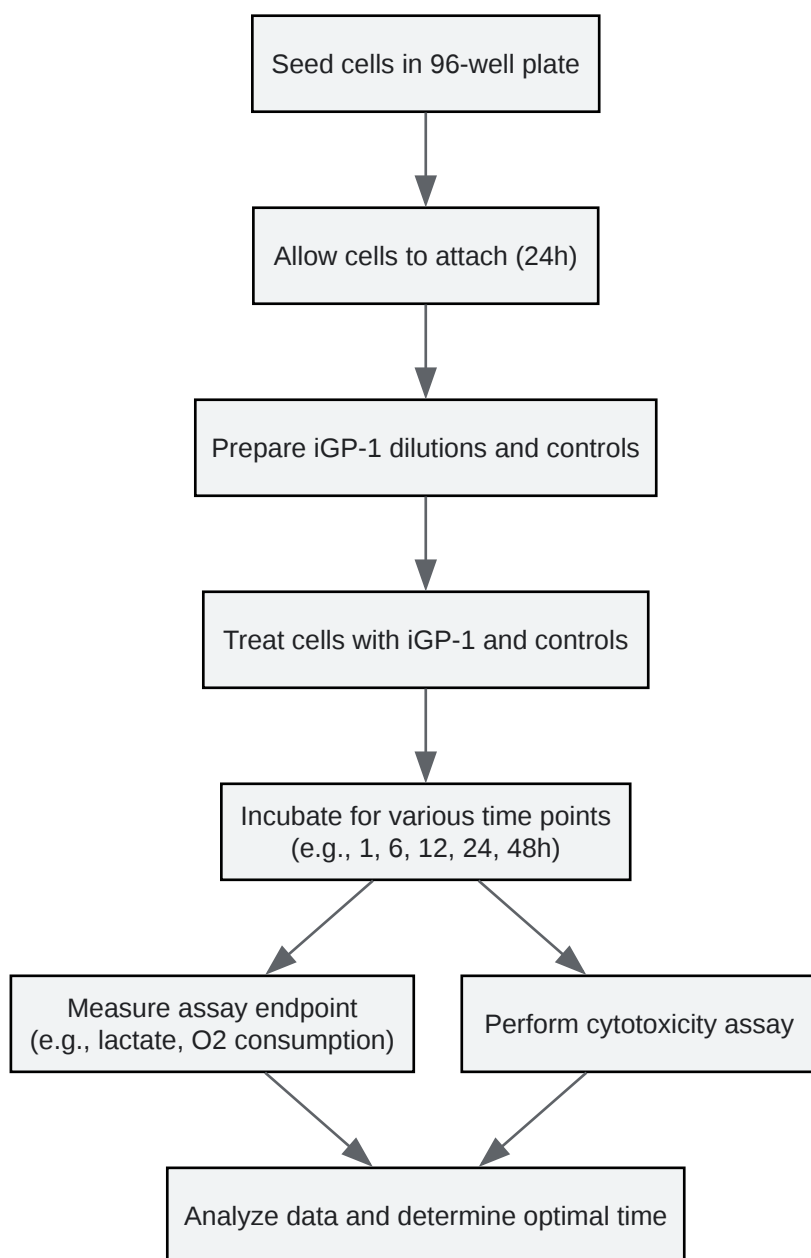 Seed cells in 96-well plate
Allow cells to attach (24h)
Prepare iGP-1 dilutions and controls
Treat cells with iGP-1 and controls
Incubate for various time points
(e.g., 1, 6, 12, 24, 48h)
Measure assay endpoint
(e.g., lactate, O2 consumption)
Perform cytotoxicity assay
Analyze data and determine optimal time